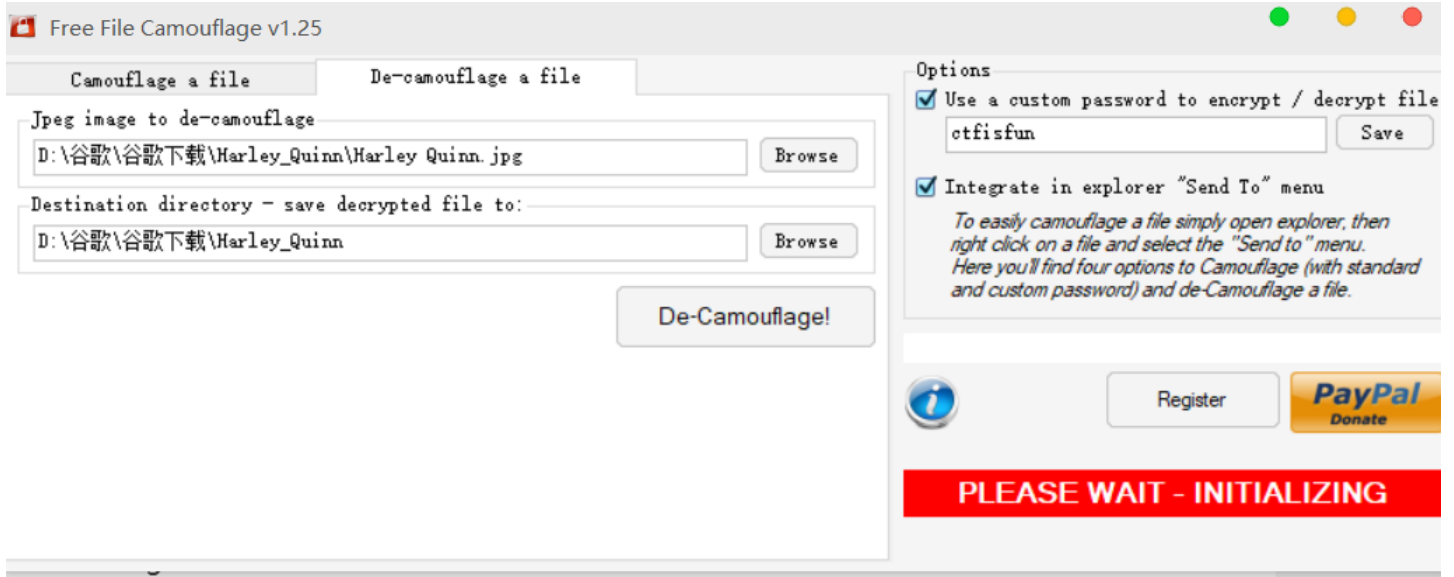 Free File Camouflage v1.25
Camouflage a file
De-camouflage a file
Jpeg image to de-camouflage
D:\谷歌\谷歌下载\Harley_Quinn\Harley Quinn.jpg
Browse
Destination directory - save decrypted file to:
D:\谷歌\谷歌下载\Harley_Quinn
Browse
De-Camouflage!
Options
Use a custom password to encrypt / decrypt file
ctfisfun
Save
Integrate in explorer "Send To" menu
To easily camouflage a file simply open explorer, then
right click on a file and select the "Send to" menu.
Here you'll find four options to Camouflage (with standard
and custom password) and de-Camouflage a file.
Register
PayPal
Donate
PLEASE WAIT - INITIALIZING